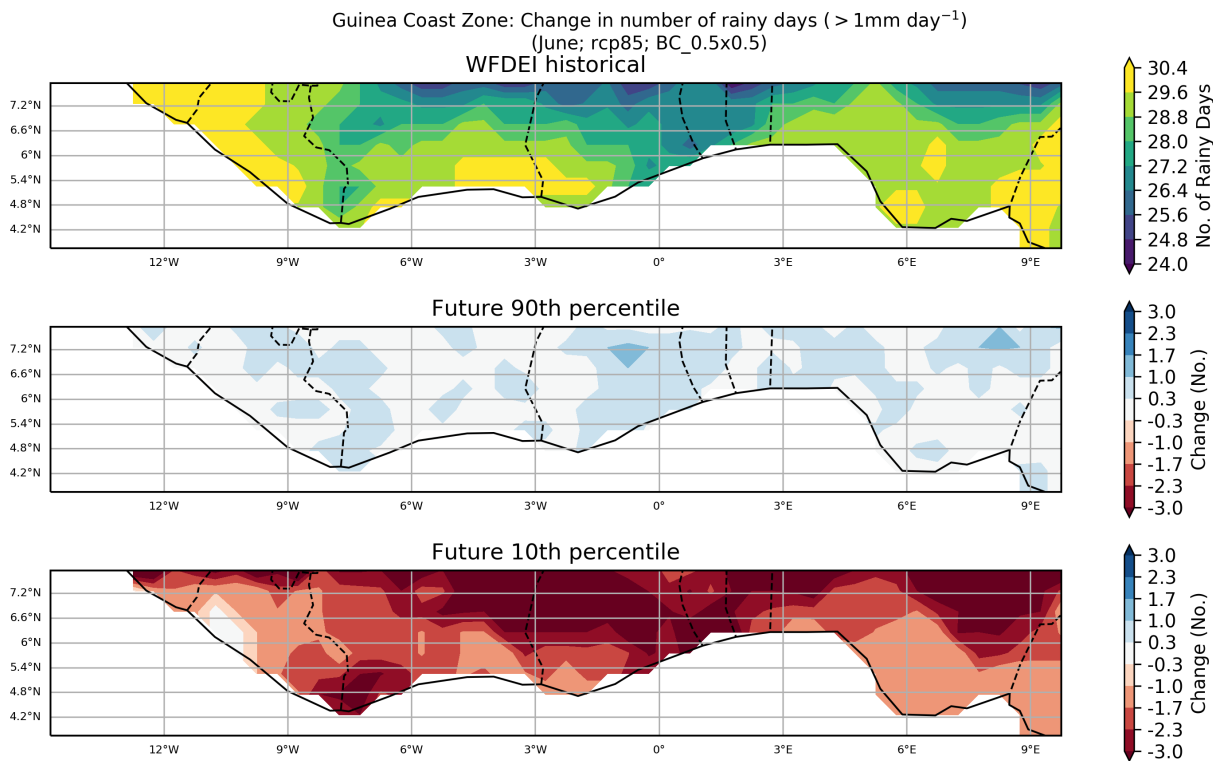 Guinea Coast Zone: Change in number of rainy days (>1mm day⁻¹)
(June; rcp85; BC_0.5x0.5)
WFDEI historical
7.2°N
6.6°N
6°N
5.4°N
4.8°N
4.2°N
12°W 9°W 6°W 3°W 0° 3°E 6°E 9°E
30.4
29.6
28.8
28.0
27.2
26.4
25.6
24.8
24.0
No. of Rainy Days
Future 90th percentile
7.2°N
6.6°N
6°N
5.4°N
4.8°N
4.2°N
12°W 9°W 6°W 3°W 0° 3°E 6°E 9°E
3.0
2.3
1.7
1.0
0.3
-0.3
-1.0
-1.7
-2.3
-3.0
Change (No.)
Future 10th percentile
7.2°N
6.6°N
6°N
5.4°N
4.8°N
4.2°N
12°W 9°W 6°W 3°W 0° 3°E 6°E 9°E
3.0
2.3
1.7
1.0
0.3
-0.3
-1.0
-1.7
-2.3
-3.0
Change (No.)